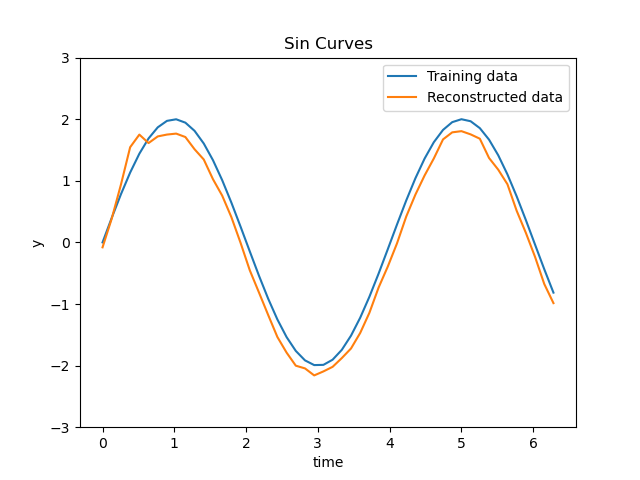 Sin Curves
Training data
Reconstructed data
3
2
1
0
−1
−2
−3
y
0 1 2 3 4 5 6
time